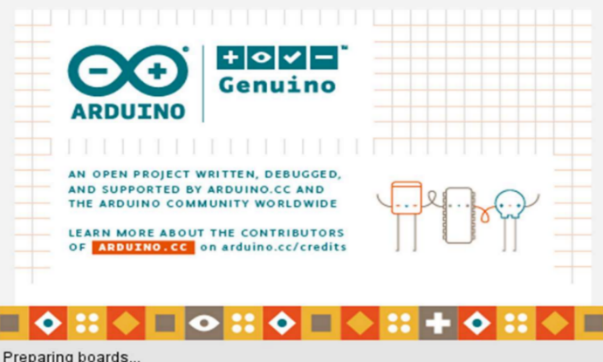 ARDUINO
Genuino
AN OPEN PROJECT WRITTEN, DEBUGGED,
AND SUPPORTED BY ARDUINO.CC AND
THE ARDUINO COMMUNITY WORLDWIDE
LEARN MORE ABOUT THE CONTRIBUTORS
OF ARDUINO.CC on arduino.cc/credits
Preparing boards...